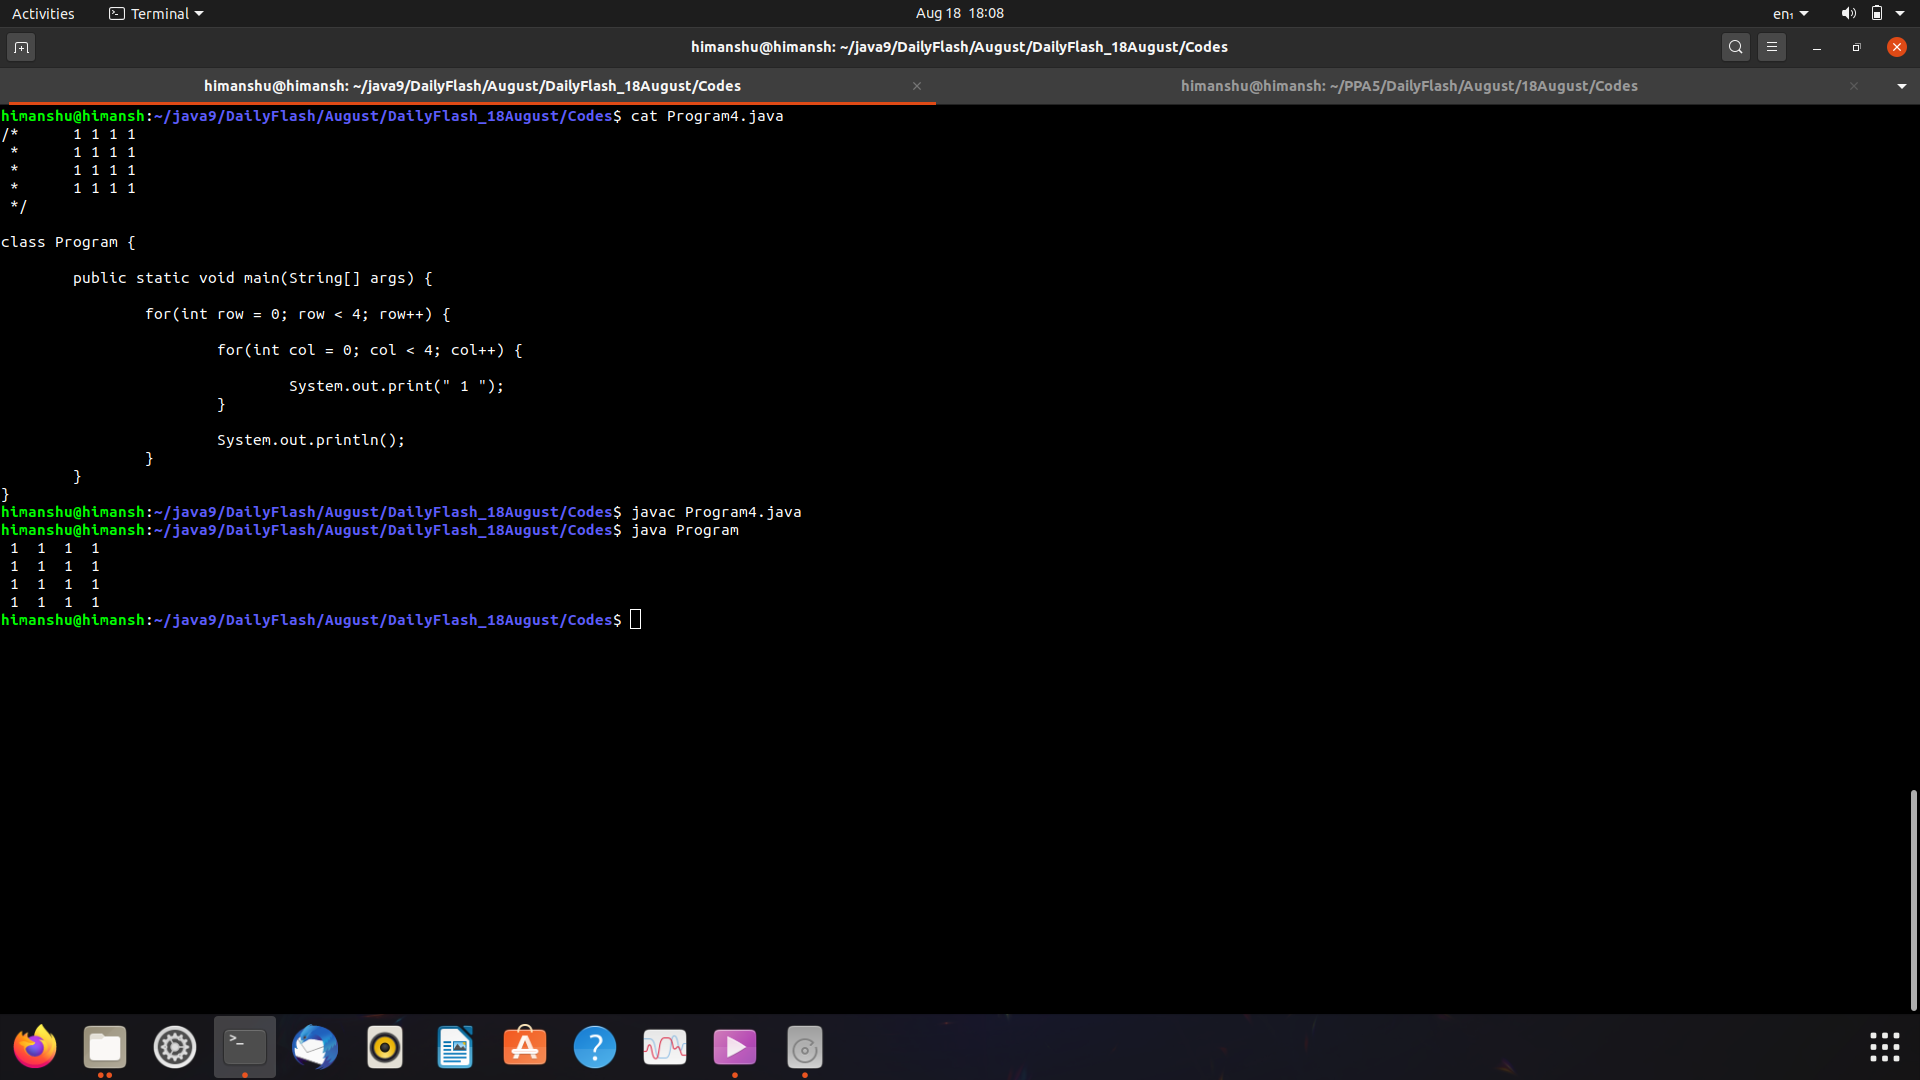 Activities Terminal Aug 18 18:08 en₁
himanshu@himansh: ~/java9/DailyFlash/August/DailyFlash_18August/Codes
himanshu@himansh: ~/java9/DailyFlash/August/DailyFlash_18August/Codes himanshu@himansh: ~/PPA5/DailyFlash/August/18August/Codes
himanshu@himansh:~/java9/DailyFlash/August/DailyFlash_18August/Codes$ cat Program4.java
/*      1 1 1 1
 *      1 1 1 1
 *      1 1 1 1
 *      1 1 1 1
 */
class Program {
        public static void main(String[] args) {
                for(int row = 0; row < 4; row++) {
                        for(int col = 0; col < 4; col++) {
                                System.out.print(" 1 ");
                        }
                        System.out.println();
                }
        }
}
himanshu@himansh:~/java9/DailyFlash/August/DailyFlash_18August/Codes$ javac Program4.java
himanshu@himansh:~/java9/DailyFlash/August/DailyFlash_18August/Codes$ java Program
 1  1  1  1
 1  1  1  1
 1  1  1  1
 1  1  1  1
himanshu@himansh:~/java9/DailyFlash/August/DailyFlash_18August/Codes$